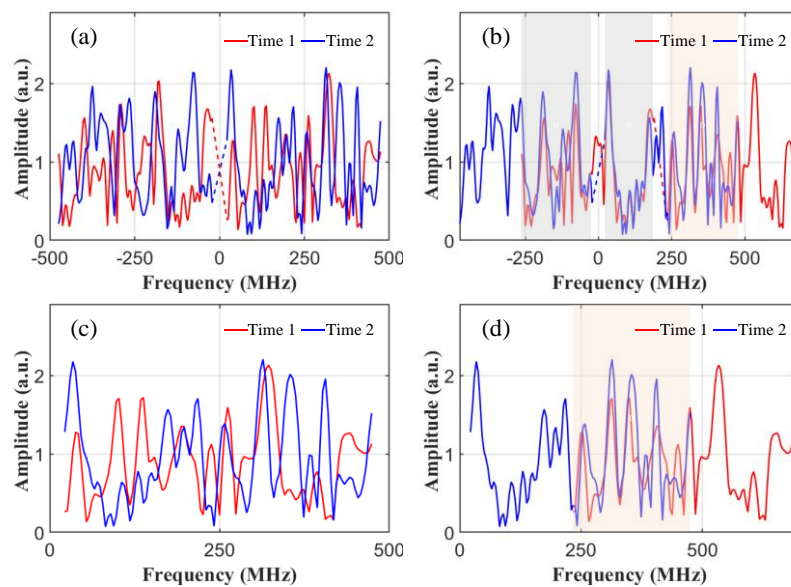 (a) Time 1 Time 2
Amplitude (a.u.)
2
1
0
-500 -250 0 250 500
Frequency (MHz)
(b) Time 1 Time 2
Amplitude (a.u.)
2
1
0
-250 0 250 500
Frequency (MHz)
(c) Time 1 Time 2
Amplitude (a.u.)
2
1
0
0 250 500
Frequency (MHz)
(d) Time 1 Time 2
Amplitude (a.u.)
2
1
0
0 250 500
Frequency (MHz)